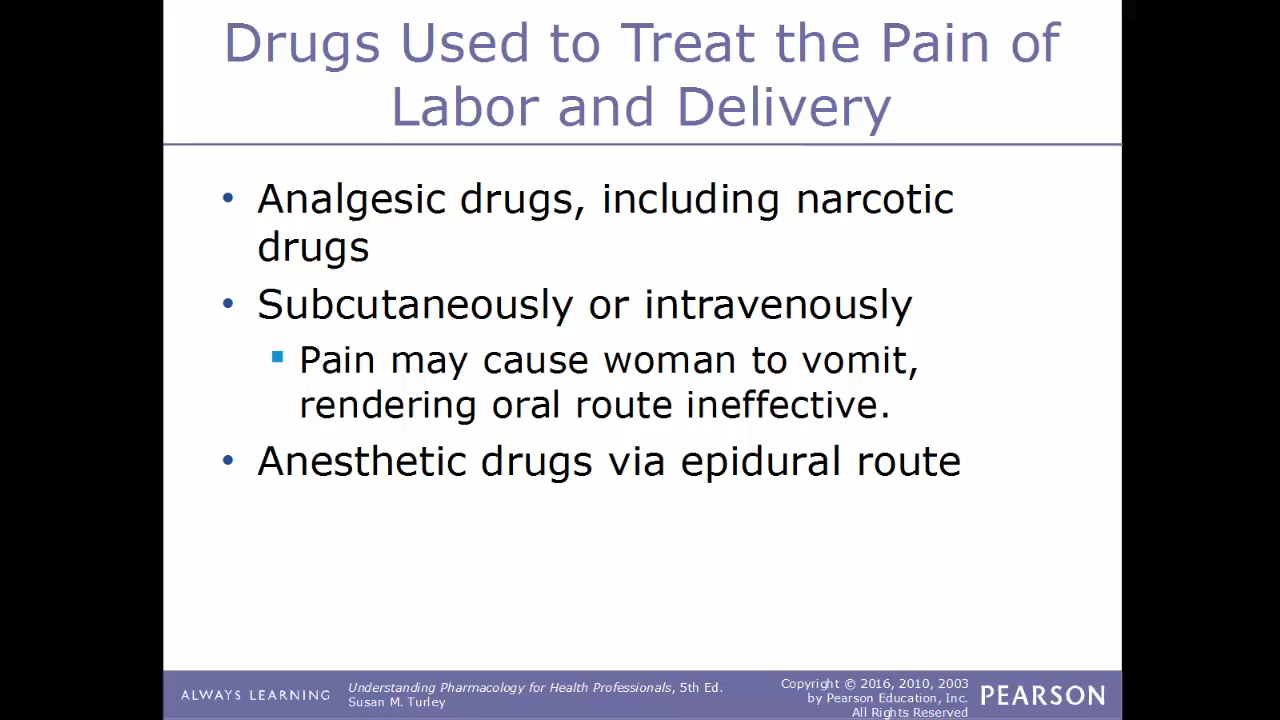 Drugs Used to Treat the Pain of
Labor and Delivery
• Analgesic drugs, including narcotic
drugs
• Subcutaneously or intravenously
▪ Pain may cause woman to vomit,
rendering oral route ineffective.
• Anesthetic drugs via epidural route
ALWAYS LEARNING
Understanding Pharmacology for Health Professionals, 5th Ed.
Susan M. Turley
Copyright © 2016, 2010, 2003
by Pearson Education, Inc.
All Rights Reserved
PEARSON